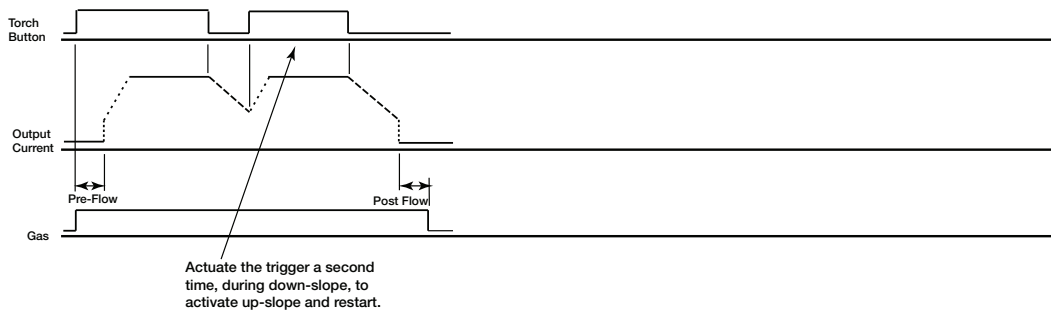 Torch
Button
Output
Current
Pre-Flow
Post Flow
Gas
Actuate the trigger a second
time, during down-slope, to
activate up-slope and restart.